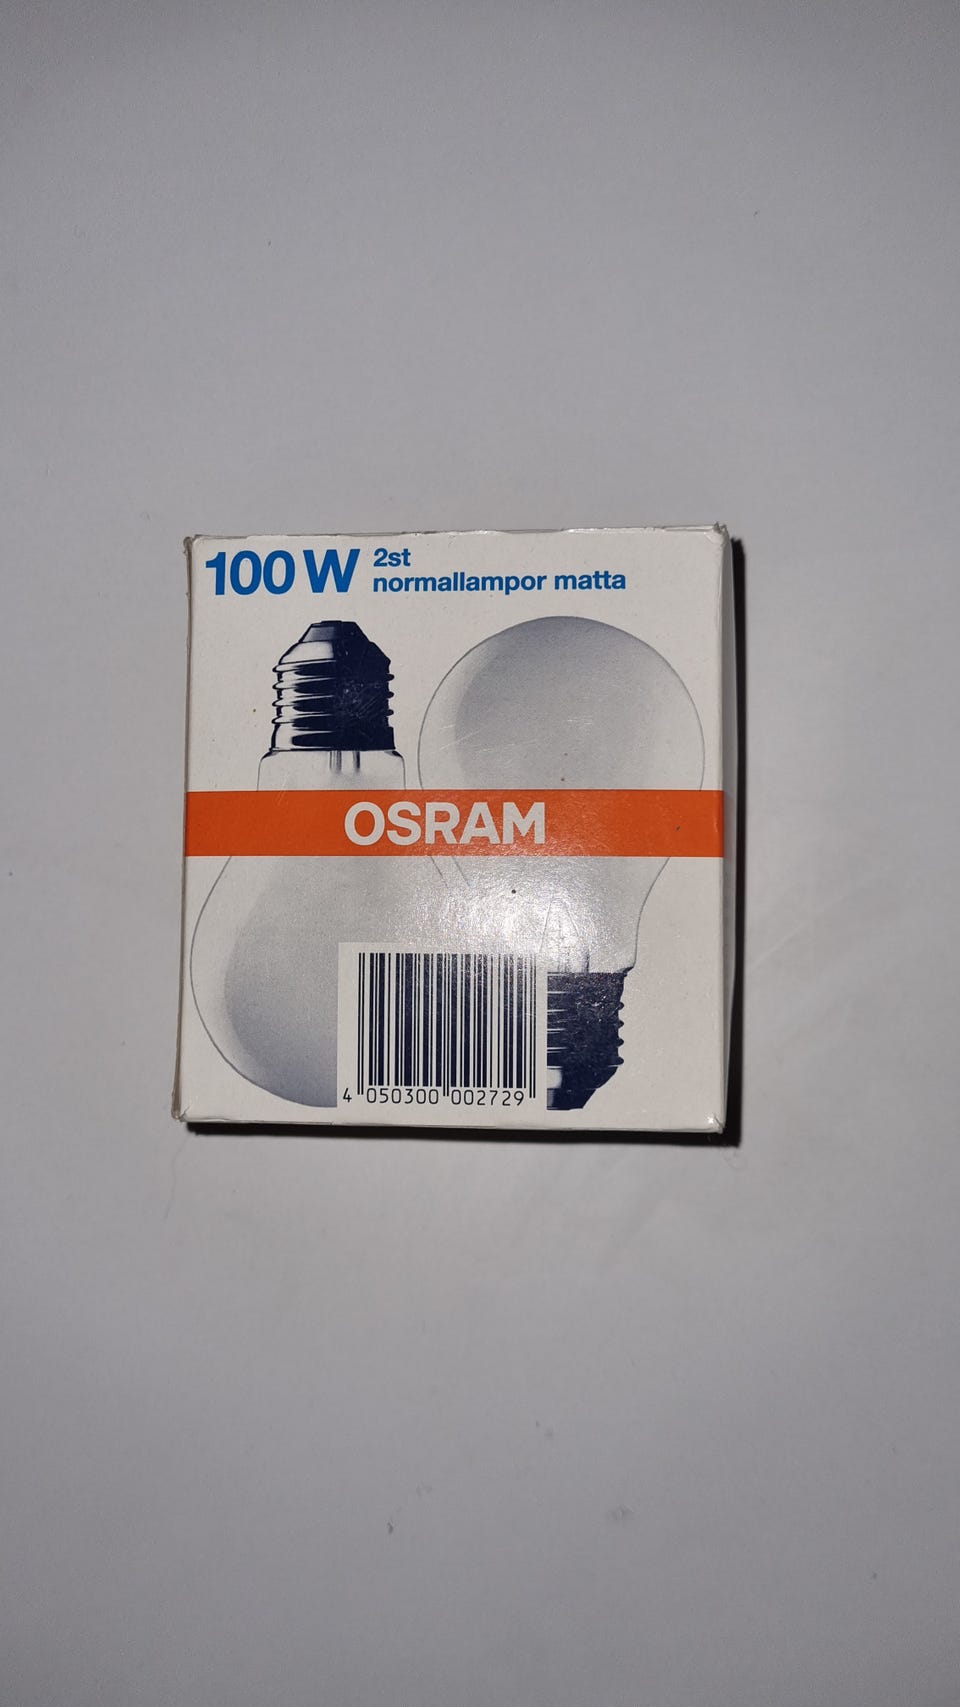 100 W
2st
normallampor matta
OSRAM
4 050300 002729